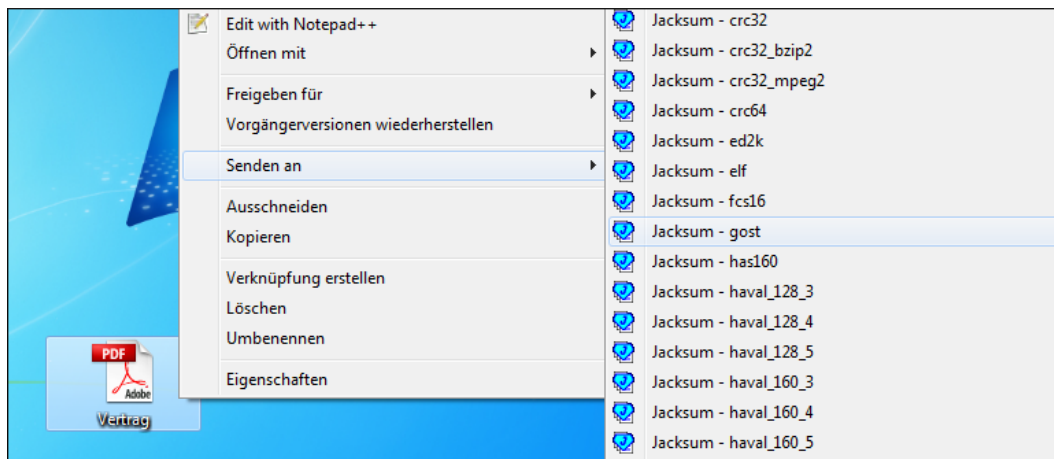 Edit with Notepad++
Öffnen mit
Freigeben für
Vorgängerversionen wiederherstellen
Senden an
Ausschneiden
Kopieren
Verknüpfung erstellen
Löschen
Umbenennen
Eigenschaften
Jacksum - crc32
Jacksum - crc32_bzip2
Jacksum - crc32_mpeg2
Jacksum - crc64
Jacksum - ed2k
Jacksum - elf
Jacksum - fcs16
Jacksum - gost
Jacksum - has160
Jacksum - haval_128_3
Jacksum - haval_128_4
Jacksum - haval_128_5
Jacksum - haval_160_3
Jacksum - haval_160_4
Jacksum - haval_160_5
PDF
Adobe
Vertrag